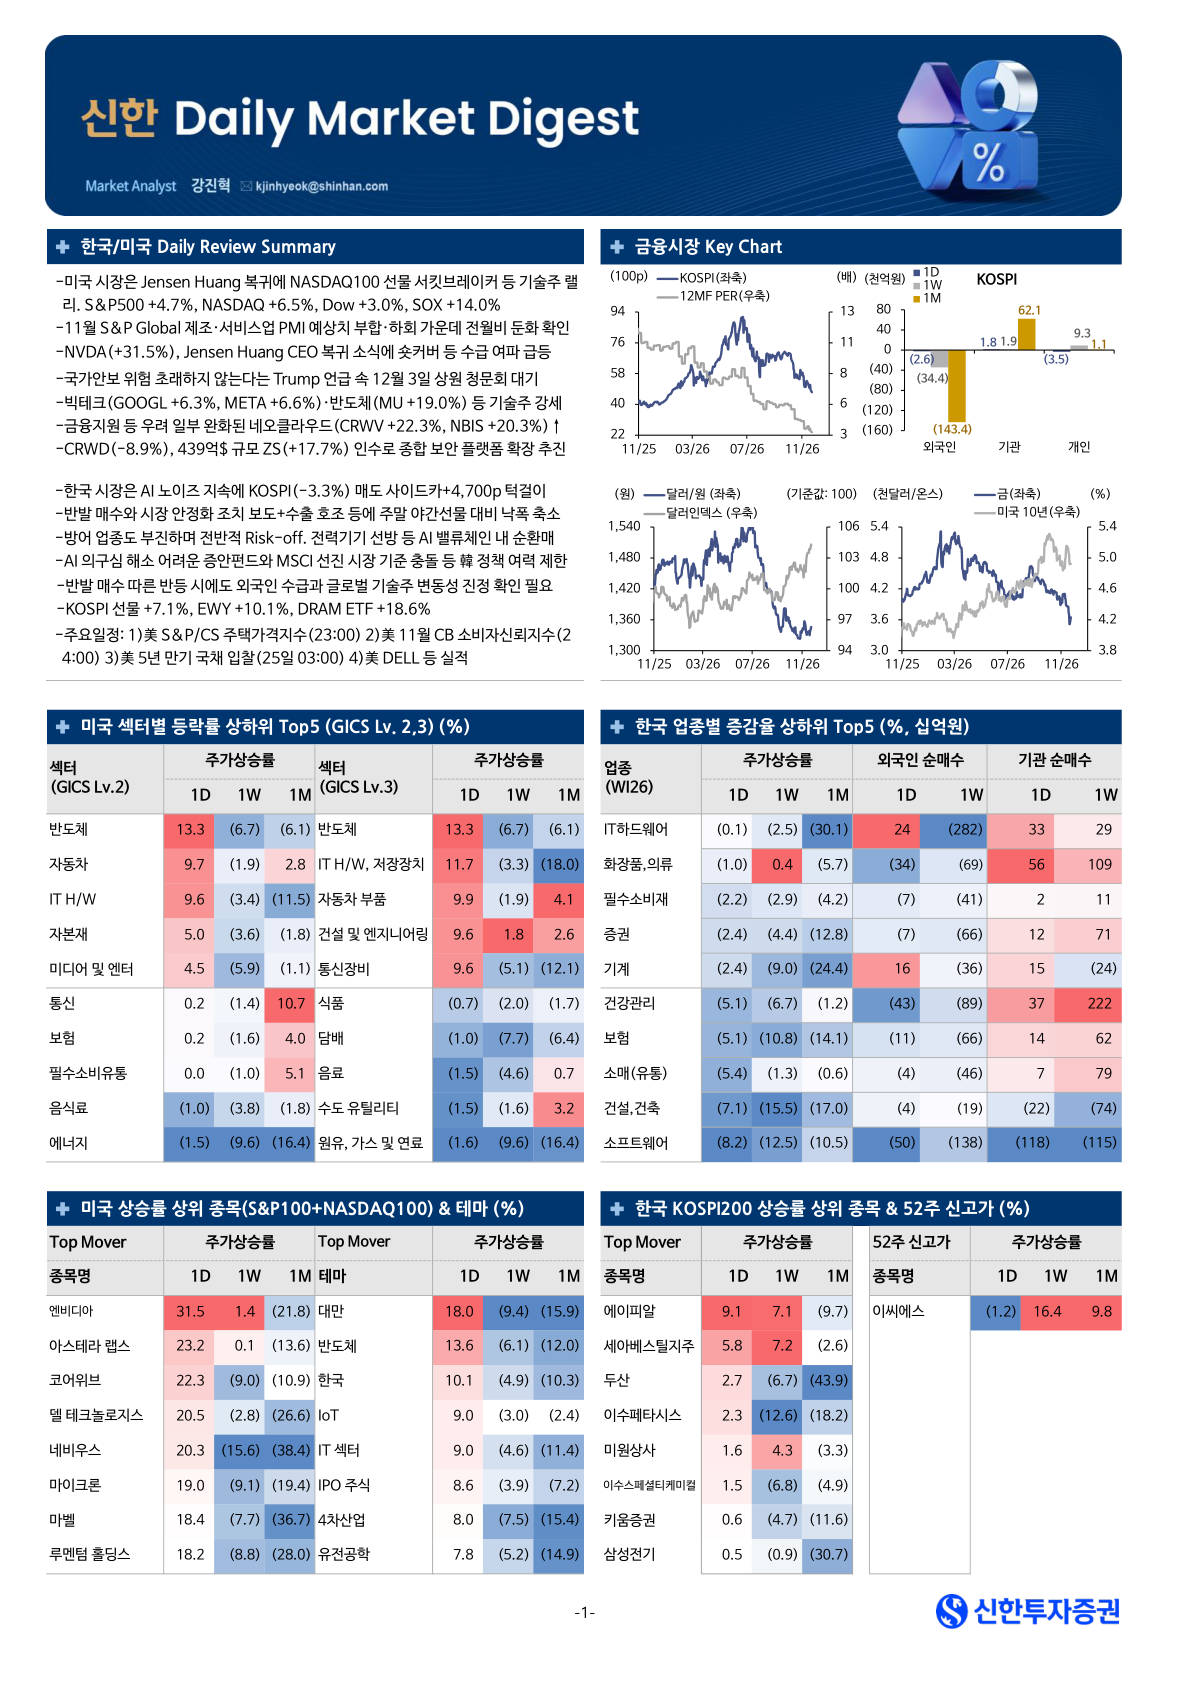 신한 Daily Market Digest
Market Analyst 강진혁 kjinhyeok@shinhan.com
한국/미국 Daily Review Summary
-미국 시장은 Jensen Huang 복귀에 NASDAQ100 선물 서킷브레이커 등 기술주 랠
리. S&P500 +4.7%, NASDAQ +6.5%, Dow +3.0%, SOX +14.0%
-11월 S&P Global 제조·서비스업 PMI 예상치 부합·하회 가운데 전월비 둔화 확인
-NVDA(+31.5%), Jensen Huang CEO 복귀 소식에 숏커버 등 수급 여파 급등
-국가안보 위험 초래하지 않는다는 Trump 언급 속 12월 3일 상원 청문회 대기
-빅테크(GOOGL +6.3%, META +6.6%)·반도체(MU +19.0%) 등 기술주 강세
-금융지원 등 우려 일부 완화된 네오클라우드(CRWV +22.3%, NBIS +20.3%)↑
-CRWD(-8.9%), 439억$ 규모 ZS(+17.7%) 인수로 종합 보안 플랫폼 확장 추진
-한국 시장은 AI 노이즈 지속에 KOSPI(-3.3%) 매도 사이드카+4,700p 턱걸이
-반발 매수와 시장 안정화 조치 보도+수출 호조 등에 주말 야간선물 대비 낙폭 축소
-방어 업종도 부진하며 전반적 Risk-off. 전력기기 선방 등 AI 밸류체인 내 순환매
-AI 의구심 해소 어려운 증안펀드와 MSCI 선진 시장 기준 충돌 등 韓 정책 여력 제한
-반발 매수 따른 반등 시에도 외국인 수급과 글로벌 기술주 변동성 진정 확인 필요
-KOSPI 선물 +7.1%, EWY +10.1%, DRAM ETF +18.6%
-주요일정: 1)美 S&P/CS 주택가격지수(23:00) 2)美 11월 CB 소비자신뢰지수(2
4:00) 3)美 5년 만기 국채 입찰(25일 03:00) 4)美 DELL 등 실적
금융시장 Key Chart
(100p) KOSPI(좌축) (배)
12MF PER(우축)
94 13
76 11
58 8
40 6
22 3
11/25 03/26 07/26 11/26
(천억원) 1D 1W 1M KOSPI
80
40
0
(40)
(80)
(120)
(160)
(2.6) (34.4) (143.4)
1.8 1.9 62.1
(3.5) 9.3 1.1
외국인 기관 개인
(원) 달러/원 (좌축) (기준값: 100)
달러인덱스 (우축)
1,540 106
1,480 103
1,420 100
1,360 97
1,300 94
11/25 03/26 07/26 11/26
(천달러/온스) 금(좌축) (%)
미국 10년(우축)
5.4 5.4
4.8 5.0
4.2 4.6
3.6 4.2
3.0 3.8
11/25 03/26 07/26 11/26
미국 섹터별 등락률 상하위 Top5 (GICS Lv. 2,3) (%)
섹터 (GICS Lv.2) 주가상승률 섹터 (GICS Lv.3) 주가상승률
1D 1W 1M 1D 1W 1M
반도체 13.3 (6.7) (6.1) 반도체 13.3 (6.7) (6.1)
자동차 9.7 (1.9) 2.8 IT H/W, 저장장치 11.7 (3.3) (18.0)
IT H/W 9.6 (3.4) (11.5) 자동차 부품 9.9 (1.9) 4.1
자본재 5.0 (3.6) (1.8) 건설 및 엔지니어링 9.6 1.8 2.6
미디어 및 엔터 4.5 (5.9) (1.1) 통신장비 9.6 (5.1) (12.1)
통신 0.2 (1.4) 10.7 식품 (0.7) (2.0) (1.7)
보험 0.2 (1.6) 4.0 담배 (1.0) (7.7) (6.4)
필수소비유통 0.0 (1.0) 5.1 음료 (1.5) (4.6) 0.7
음식료 (1.0) (3.8) (1.8) 수도 유틸리티 (1.5) (1.6) 3.2
에너지 (1.5) (9.6) (16.4) 원유, 가스 및 연료 (1.6) (9.6) (16.4)
한국 업종별 증감율 상하위 Top5 (%, 십억원)
업종 (WI26) 주가상승률 외국인 순매수 기관 순매수
1D 1W 1M 1D 1W 1D 1W
IT하드웨어 (0.1) (2.5) (30.1) 24 (282) 33 29
화장품,의류 (1.0) 0.4 (5.7) (34) (69) 56 109
필수소비재 (2.2) (2.9) (4.2) (7) (41) 2 11
증권 (2.4) (4.4) (12.8) (7) (66) 12 71
기계 (2.4) (9.0) (24.4) 16 (36) 15 (24)
건강관리 (5.1) (6.7) (1.2) (43) (89) 37 222
보험 (5.1) (10.8) (14.1) (11) (66) 14 62
소매(유통) (5.4) (1.3) (0.6) (4) (46) 7 79
건설,건축 (7.1) (15.5) (17.0) (4) (19) (22) (74)
소프트웨어 (8.2) (12.5) (10.5) (50) (138) (118) (115)
미국 상승률 상위 종목(S&P100+NASDAQ100) & 테마 (%)
Top Mover 주가상승률 Top Mover 주가상승률
종목명 1D 1W 1M 테마 1D 1W 1M
엔비디아 31.5 1.4 (21.8) 대만 18.0 (9.4) (15.9)
아스테라 랩스 23.2 0.1 (13.6) 반도체 13.6 (6.1) (12.0)
코어위브 22.3 (9.0) (10.9) 한국 10.1 (4.9) (10.3)
델 테크놀로지스 20.5 (2.8) (26.6) IoT 9.0 (3.0) (2.4)
네비우스 20.3 (15.6) (38.4) IT 섹터 9.0 (4.6) (11.4)
마이크론 19.0 (9.1) (19.4) IPO 주식 8.6 (3.9) (7.2)
마벨 18.4 (7.7) (36.7) 4차산업 8.0 (7.5) (15.4)
루멘텀 홀딩스 18.2 (8.8) (28.0) 유전공학 7.8 (5.2) (14.9)
한국 KOSPI200 상승률 상위 종목 & 52주 신고가 (%)
Top Mover 주가상승률 52주 신고가 주가상승률
종목명 1D 1W 1M 종목명 1D 1W 1M
에이피알 9.1 7.1 (9.7) 이씨에스 (1.2) 16.4 9.8
세아베스틸지주 5.8 7.2 (2.6)
두산 2.7 (6.7) (43.9)
이수페타시스 2.3 (12.6) (18.2)
미원상사 1.6 4.3 (3.3)
이수스페셜티케미컬 1.5 (6.8) (4.9)
키움증권 0.6 (4.7) (11.6)
삼성전기 0.5 (0.9) (30.7)
-1-
신한투자증권